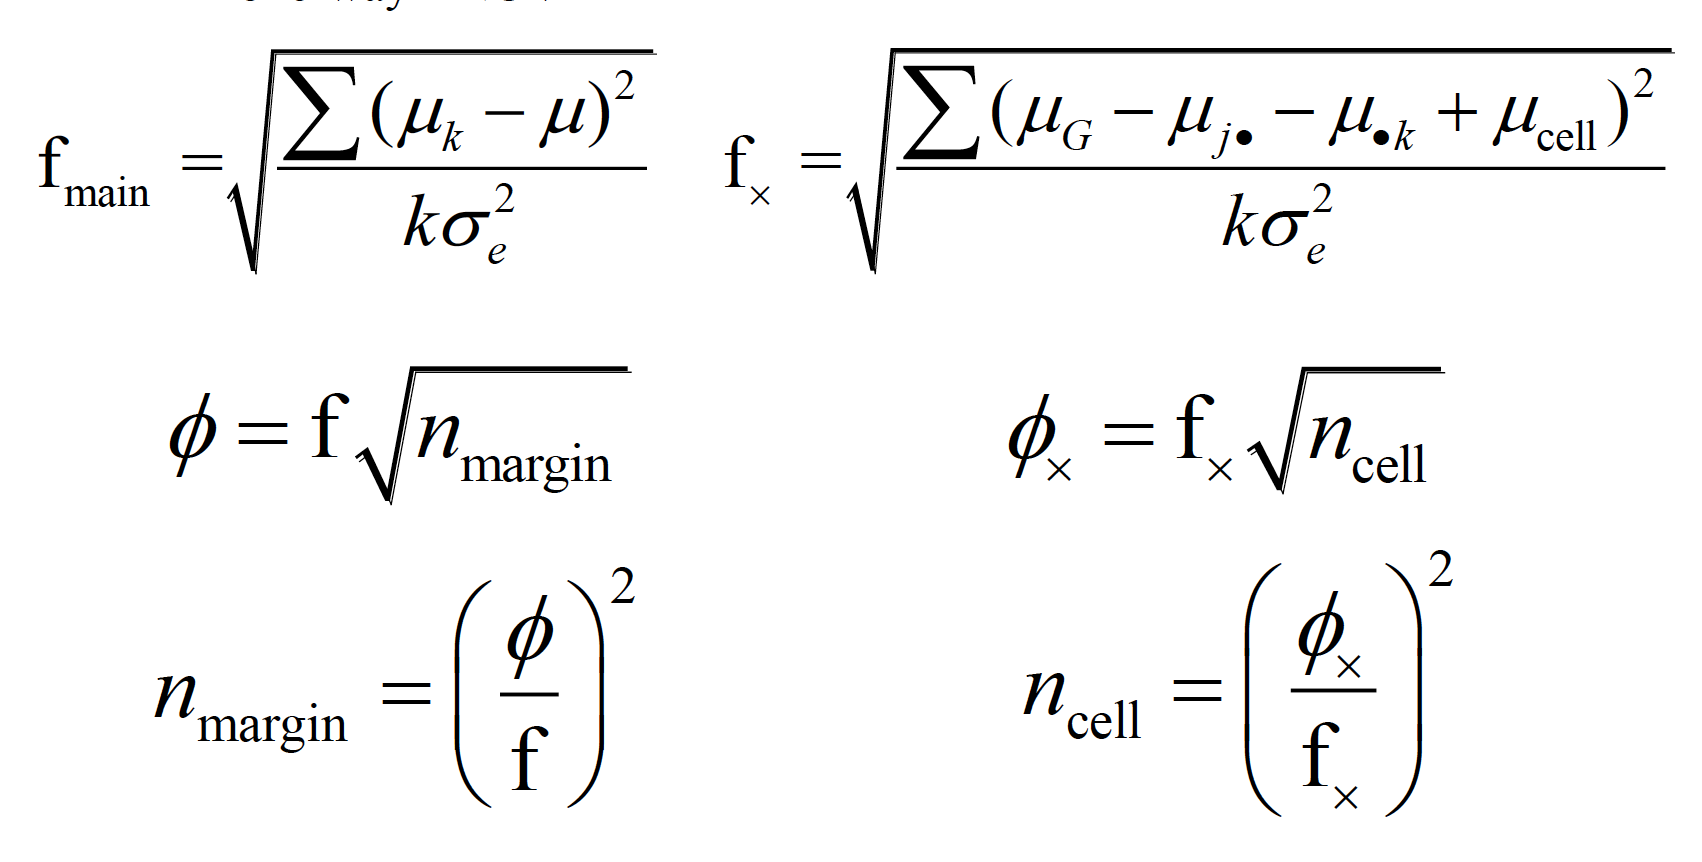 f_main = √(∑(μ_k − μ)² / kσ_e²)    f_× = √(∑(μ_G − μ_j• − μ_•k + μ_cell)² / kσ_e²)
ϕ = f√n_margin    ϕ_× = f_×√n_cell
n_margin = (ϕ / f)²    n_cell = (ϕ_× / f_×)²